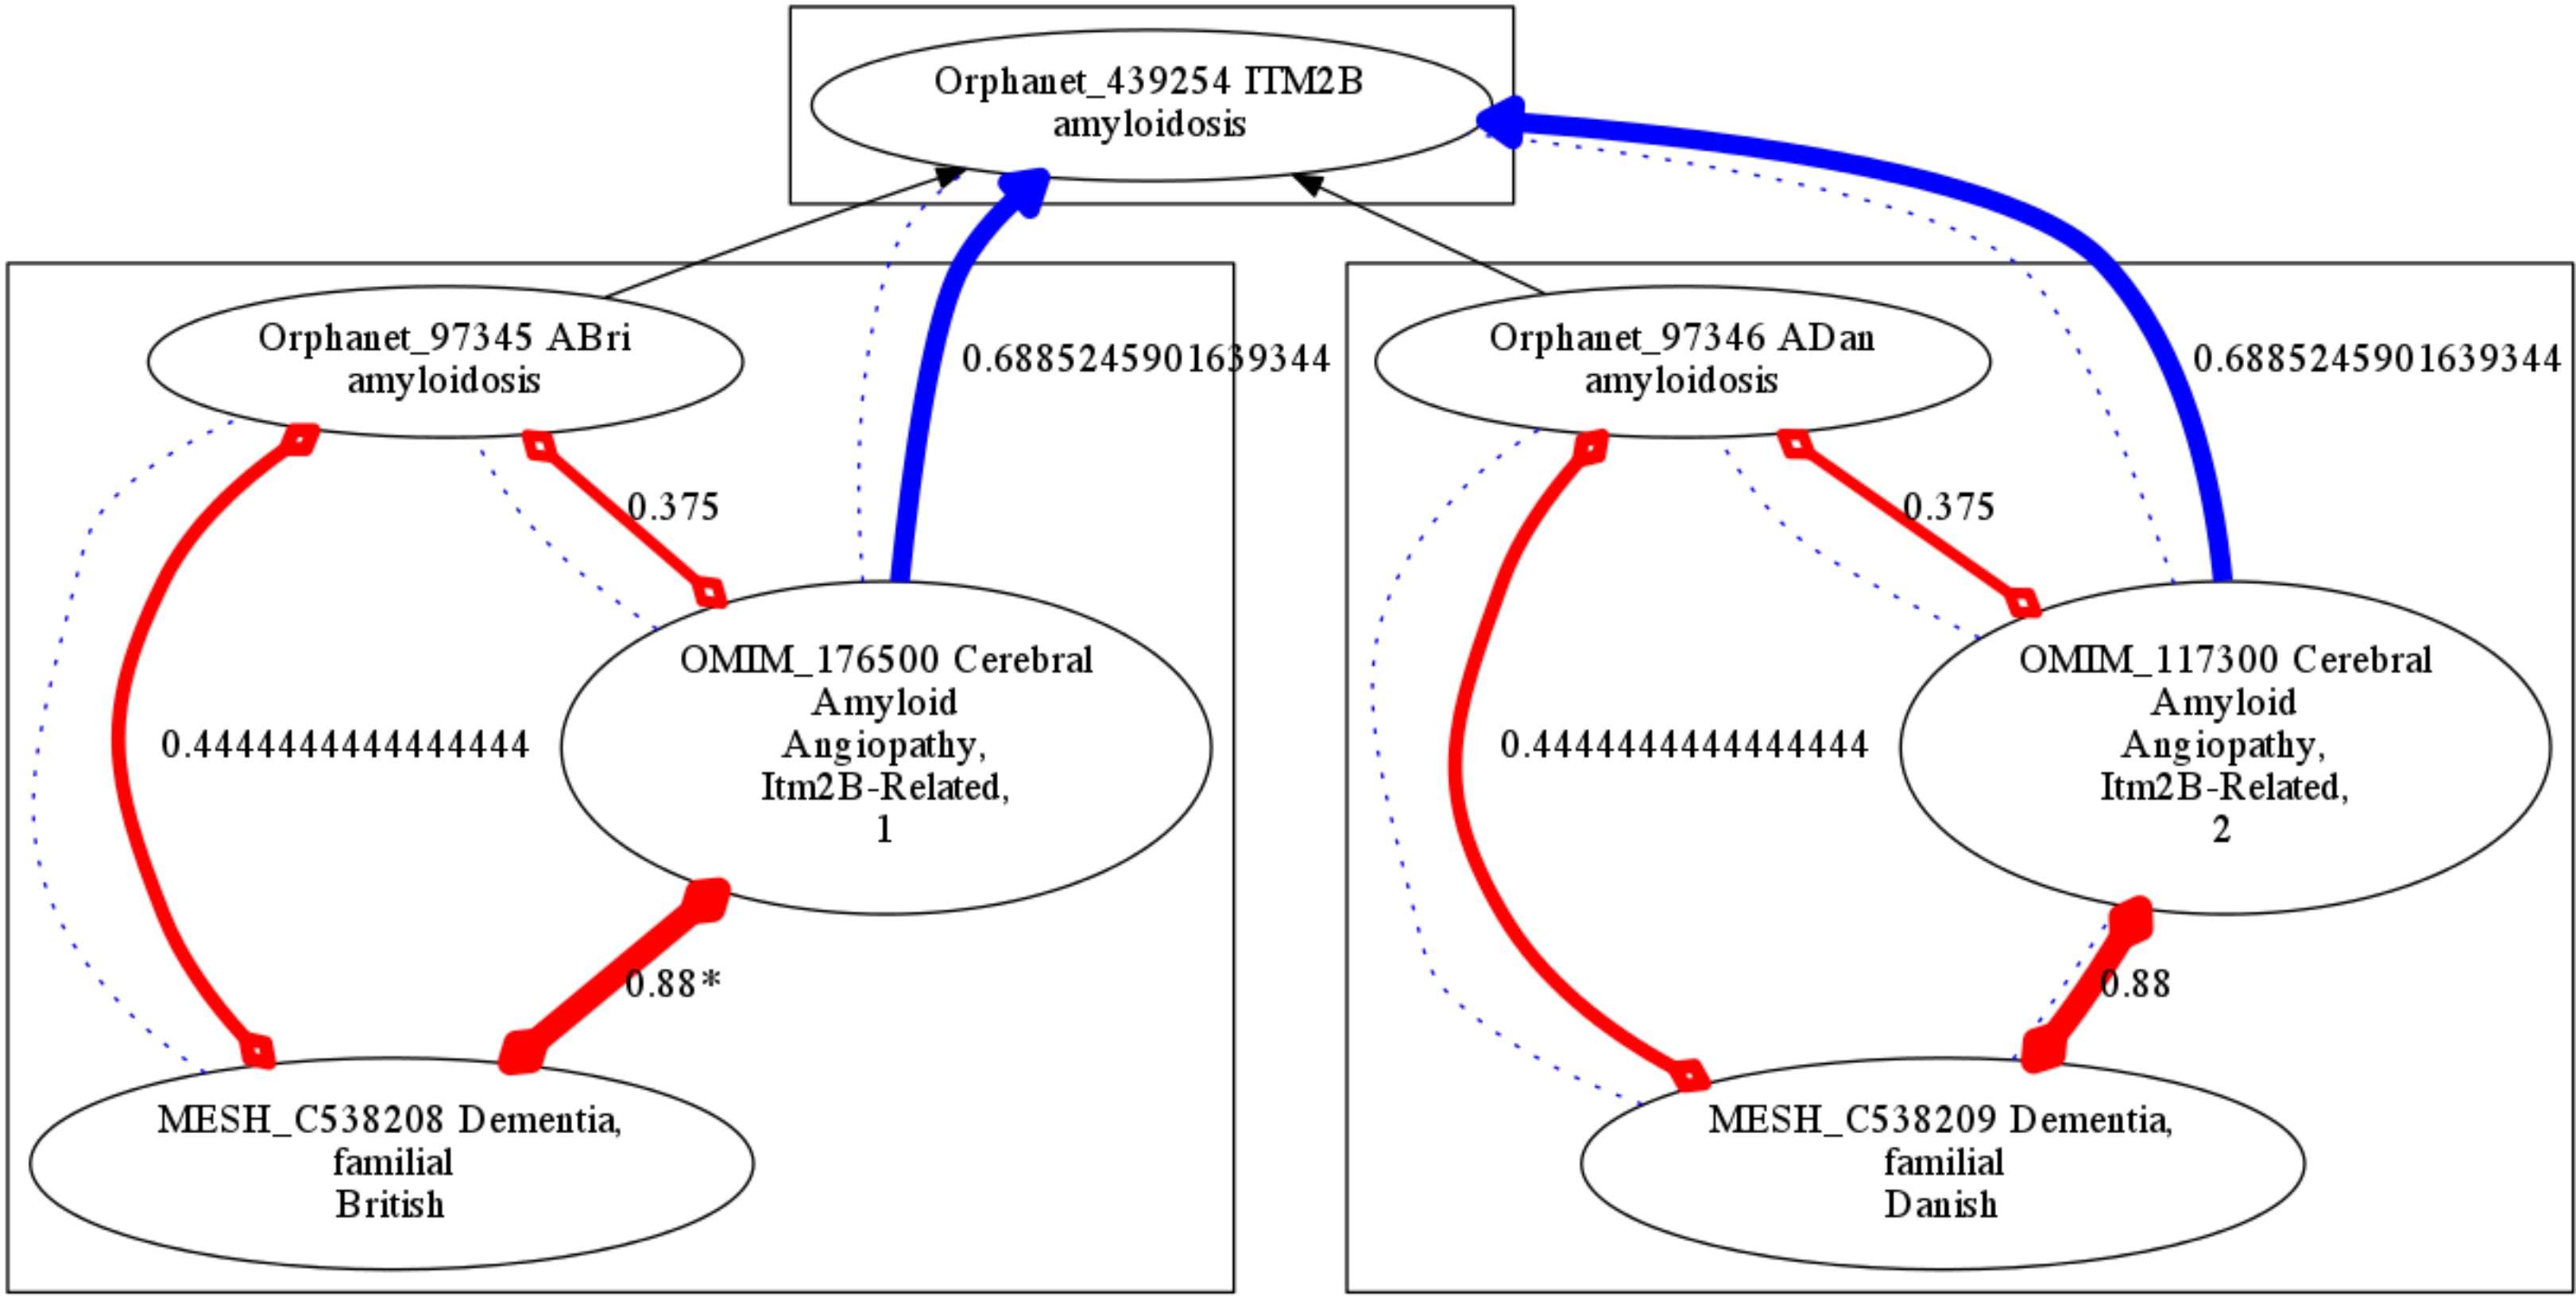 Orphanet_439254 ITM2B
amyloidosis
Orphanet_97345 ABri
amyloidosis
0.6885245901639344
Orphanet_97346 ADan
amyloidosis
0.6885245901639344
0.375
0.375
OMIM_176500 Cerebral
Amyloid
Angiopathy,
Itm2B-Related,
1
OMIM_117300 Cerebral
Amyloid
Angiopathy,
Itm2B-Related,
2
0.4444444444444444
0.4444444444444444
0.88*
0.88
MESH_C538208 Dementia,
familial
British
MESH_C538209 Dementia,
familial
Danish